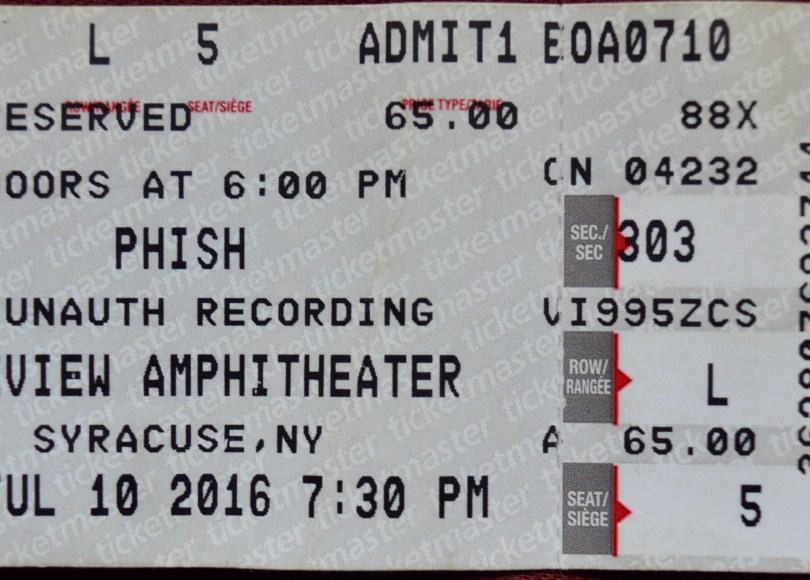 L 5 ADMIT1 EOA0710
SEAT/SIÈGE
ESERVED 65.00 88X
OORS AT 6:00 PM CN 04232
PHISH
SEC./
SEC 303
UNAUTH RECORDING VI995ZCS
VIEW AMPHITHEATER
ROW/
RANGÉE L
SYRACUSE,NY A 65.00
UL 10 2016 7:30 PM
SEAT/
SIÈGE 5